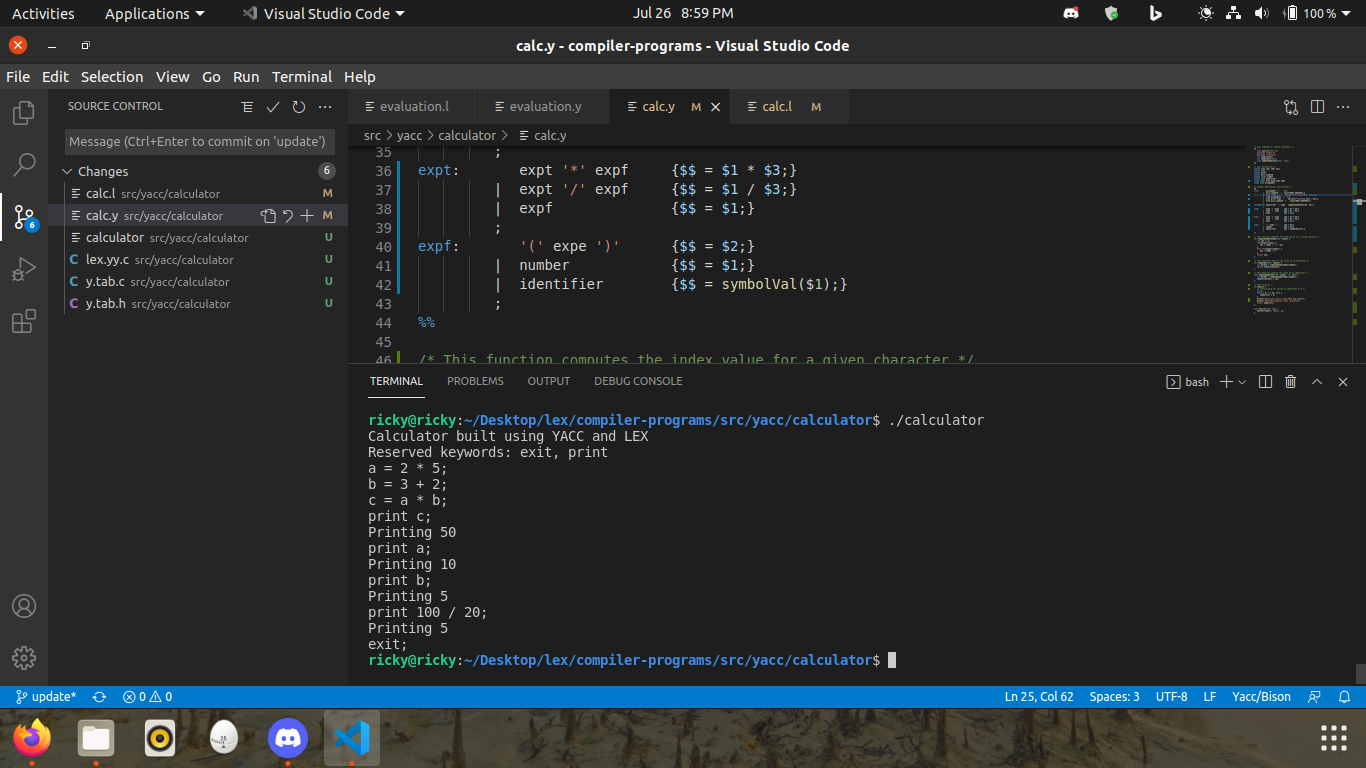 Activities Applications Visual Studio Code Jul 26 8:59 PM 100 %
calc.y - compiler-programs - Visual Studio Code
File Edit Selection View Go Run Terminal Help
SOURCE CONTROL
evaluation.l evaluation.y calc.y M calc.l M
Message (Ctrl+Enter to commit on 'update')
src > yacc > calculator > calc.y
Changes 6
calc.l src/yacc/calculator M
calc.y src/yacc/calculator M
calculator src/yacc/calculator U
lex.yy.c src/yacc/calculator U
y.tab.c src/yacc/calculator U
y.tab.h src/yacc/calculator U
6
35 ;
36 expt: expt '*' expf {$$ = $1 * $3;}
37 | expt '/' expf {$$ = $1 / $3;}
38 | expf {$$ = $1;}
39 ;
40 expf: '(' expe ')' {$$ = $2;}
41 | number {$$ = $1;}
42 | identifier {$$ = symbolVal($1);}
43 ;
44 %%
45
46 /* This function computes the index value for a given character */
TERMINAL PROBLEMS OUTPUT DEBUG CONSOLE bash
ricky@ricky:~/Desktop/lex/compiler-programs/src/yacc/calculator$ ./calculator
Calculator built using YACC and LEX
Reserved keywords: exit, print
a = 2 * 5;
b = 3 + 2;
c = a * b;
print c;
Printing 50
print a;
Printing 10
print b;
Printing 5
print 100 / 20;
Printing 5
exit;
ricky@ricky:~/Desktop/lex/compiler-programs/src/yacc/calculator$
update* 0 0 Ln 25, Col 62 Spaces: 3 UTF-8 LF Yacc/Bison